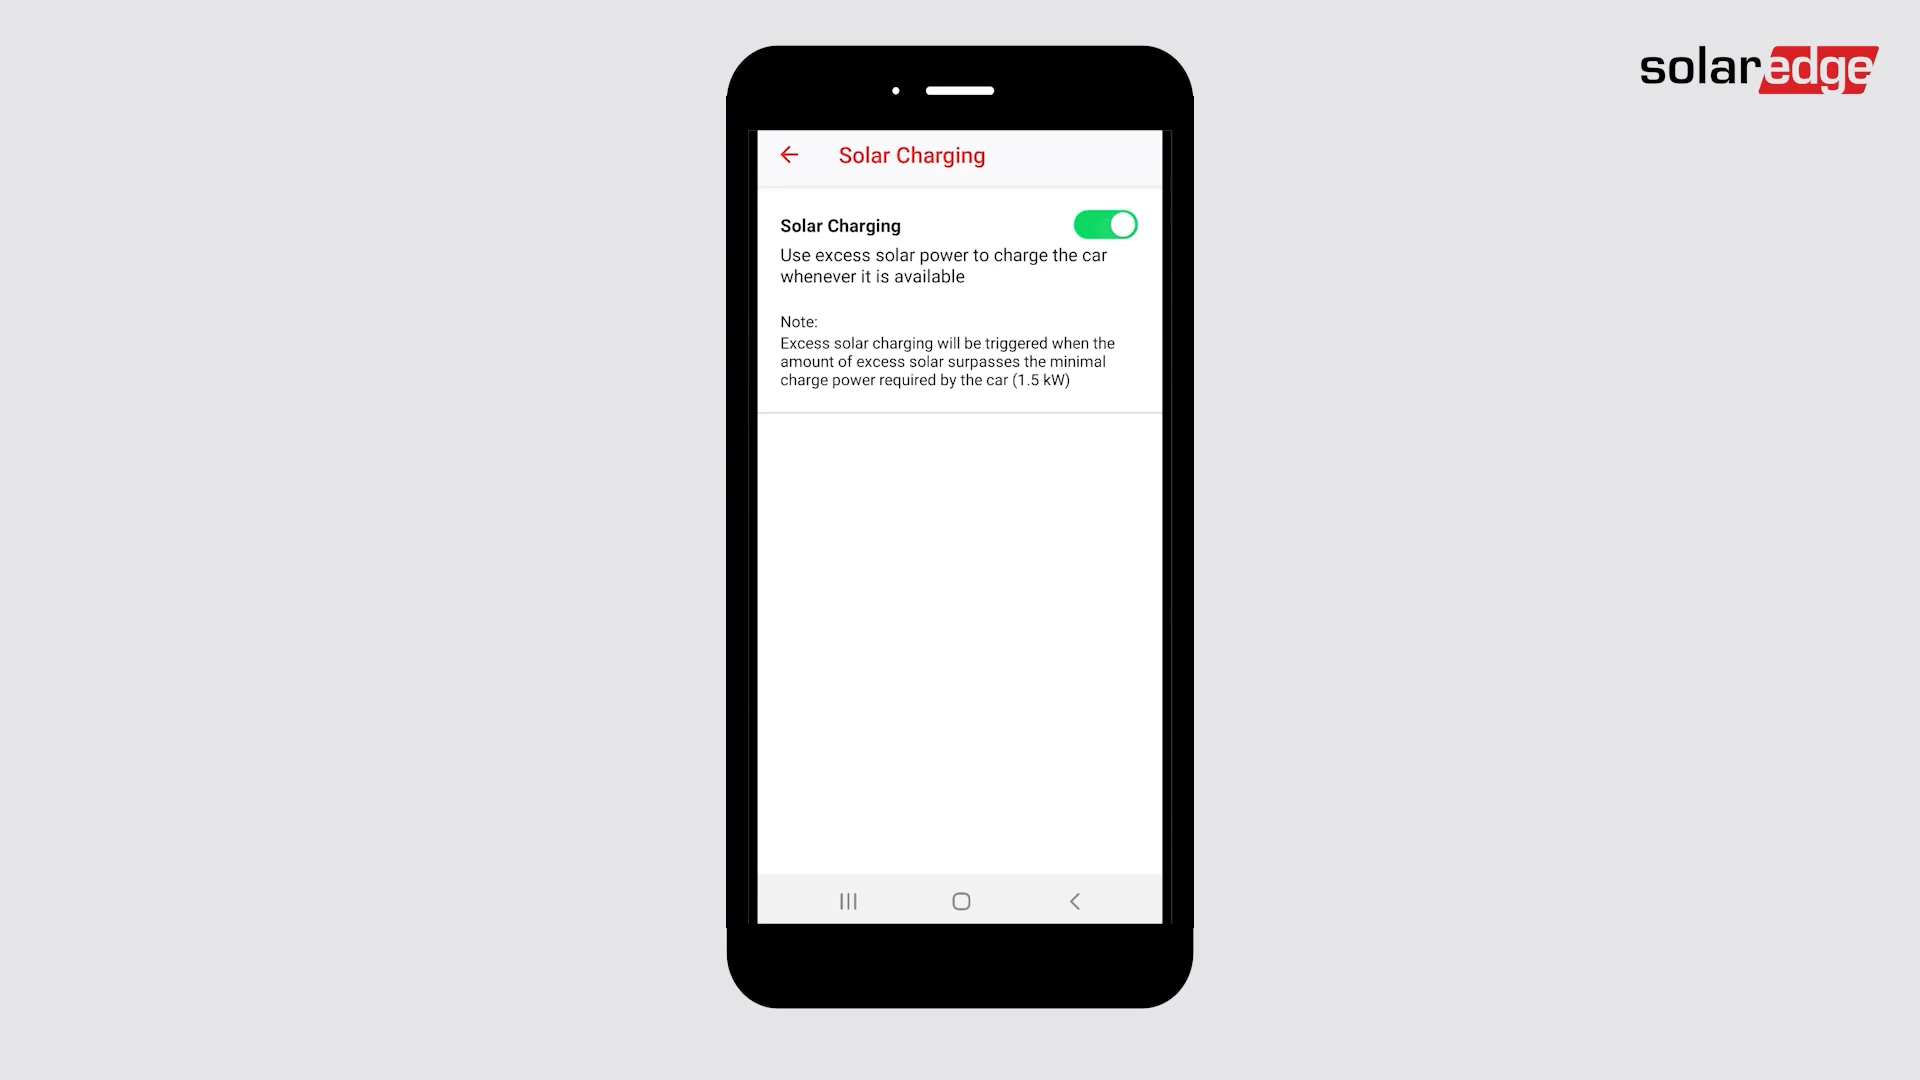 solaredge
Solar Charging
Solar Charging
Use excess solar power to charge the car
whenever it is available
Note:
Excess solar charging will be triggered when the
amount of excess solar surpasses the minimal
charge power required by the car (1.5 kW)